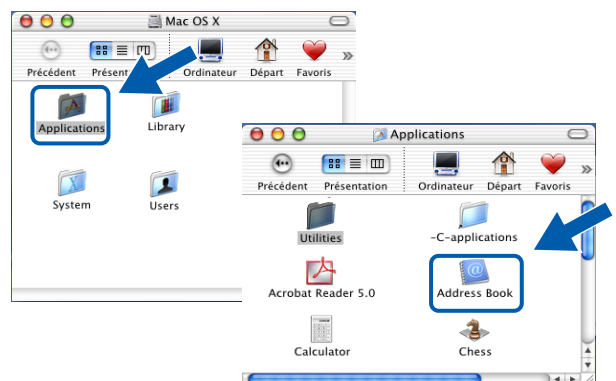 Mac OS X
Précédent Présent Ordinateur Départ Favoris
Applications Library
System Users
Applications
Précédent Présentation Ordinateur Départ Favoris
Utilities -C-applications
Acrobat Reader 5.0 Address Book
Calculator Chess